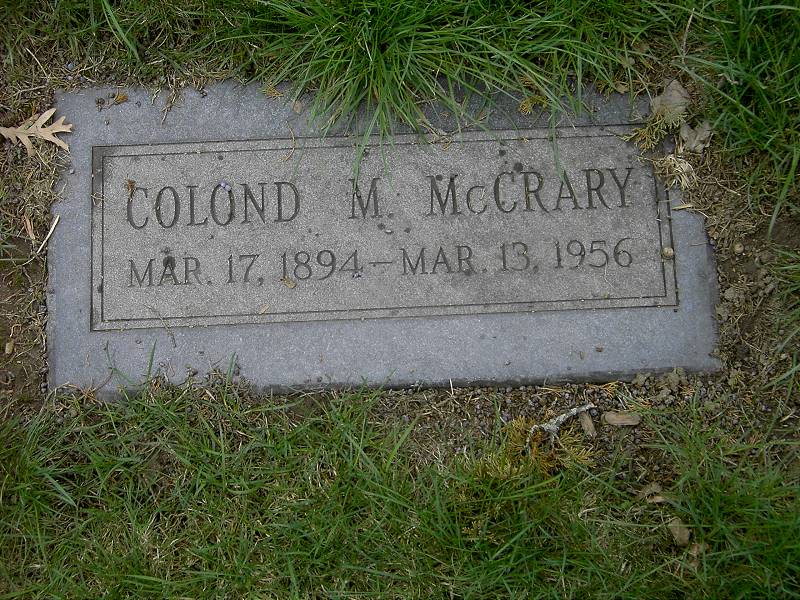 COLOND M. McCRARY
MAR. 17, 1894 – MAR. 13, 1956